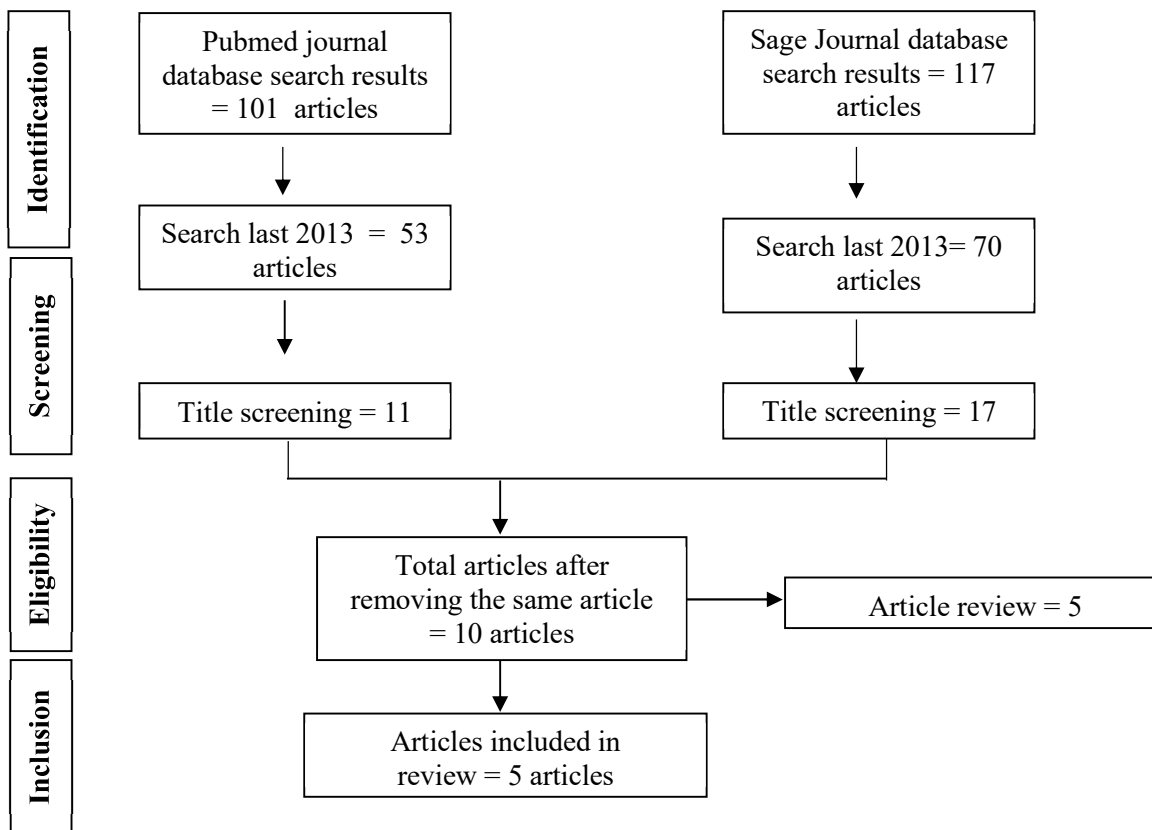 Identification
Pubmed journal
database search results
= 101 articles
Sage Journal database
search results = 117
articles
Search last 2013 = 53
articles
Search last 2013= 70
articles
Screening
Title screening = 11
Title screening = 17
Eligibility
Total articles after
removing the same article
= 10 articles
Article review = 5
Inclusion
Articles included in
review = 5 articles